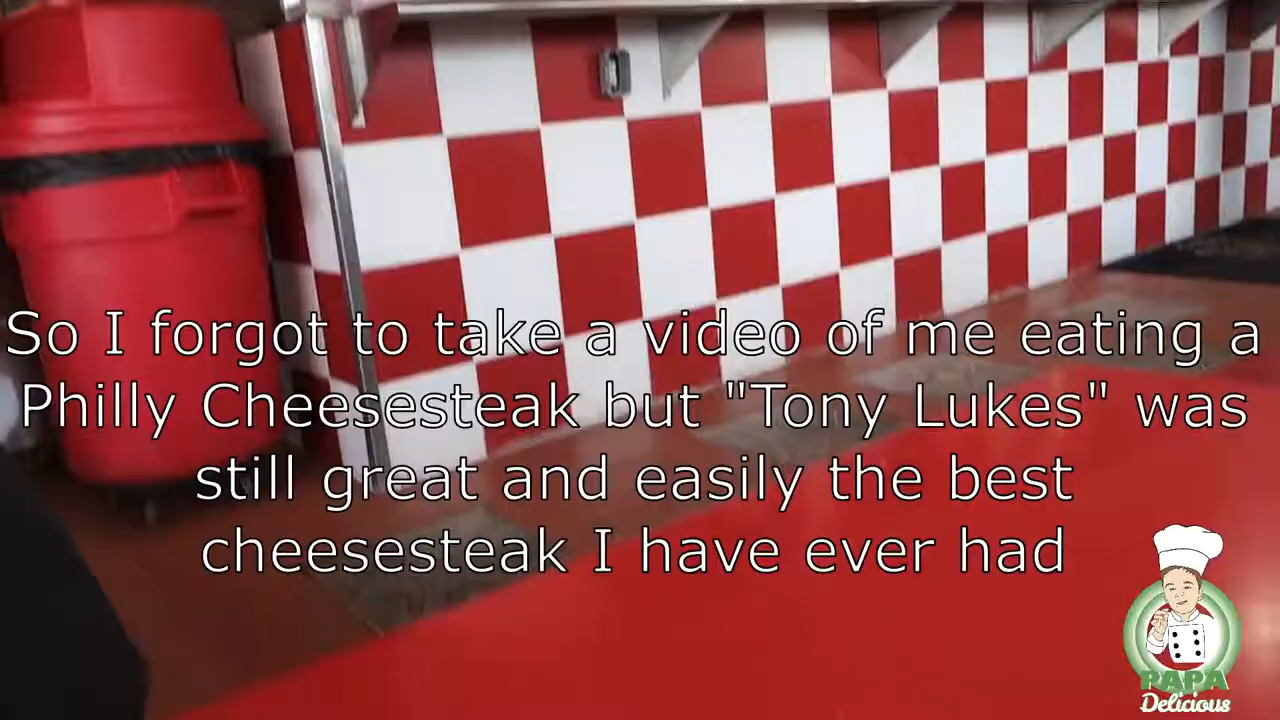 So I forgot to take a video of me eating a
Philly Cheesesteak but "Tony Lukes" was
still great and easily the best
cheesesteak I have ever had
PAPA
Delicious